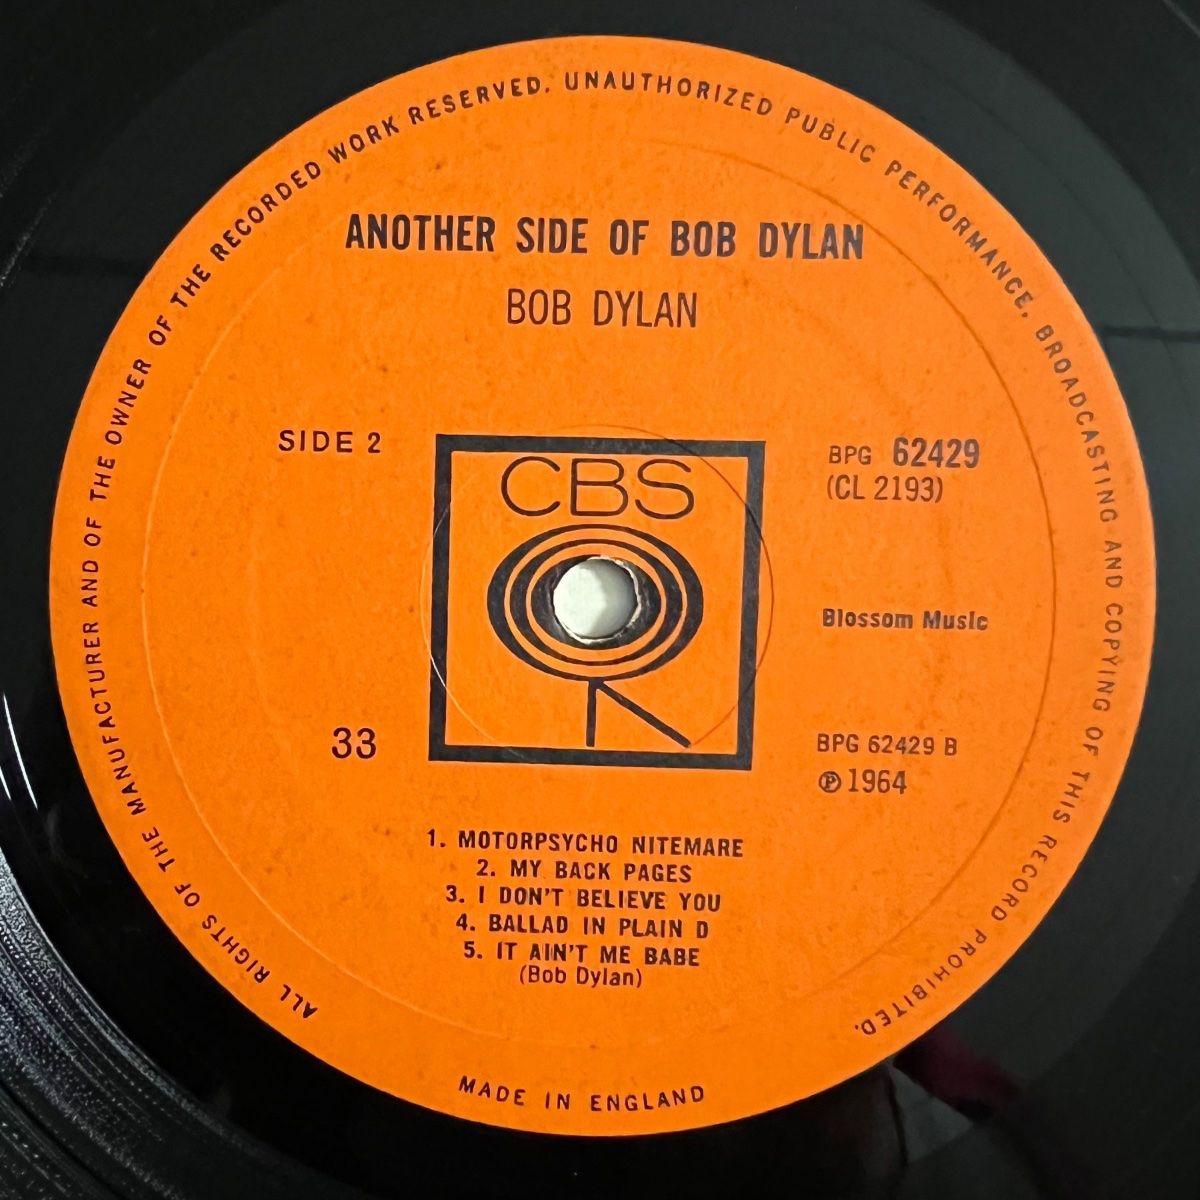 ALL RIGHTS OF THE MANUFACTURER AND OF THE OWNER OF THE RECORDED WORK RESERVED. UNAUTHORIZED PUBLIC PERFORMANCE, BROADCASTING AND COPYING OF THIS RECORD PROHIBITED.
ANOTHER SIDE OF BOB DYLAN
BOB DYLAN
SIDE 2
CBS
BPG 62429
(CL 2193)
Blossom Music
33
BPG 62429 B
℗ 1964
1. MOTORPSYCHO NITEMARE
2. MY BACK PAGES
3. I DON'T BELIEVE YOU
4. BALLAD IN PLAIN D
5. IT AIN'T ME BABE
(Bob Dylan)
MADE IN ENGLAND